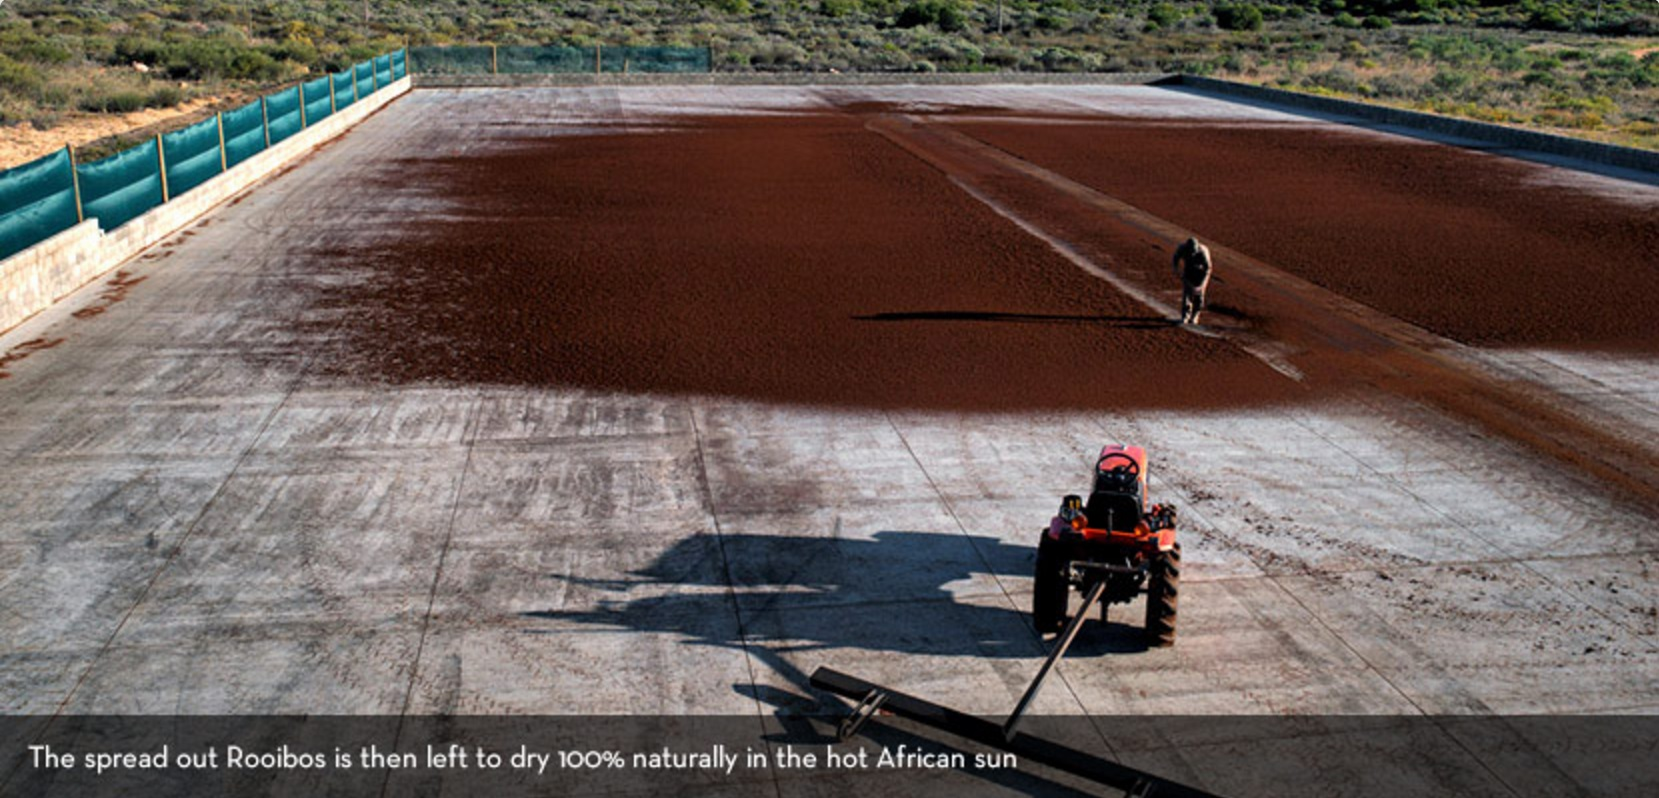 The spread out Rooibos is then left to dry 100% naturally in the hot African sun